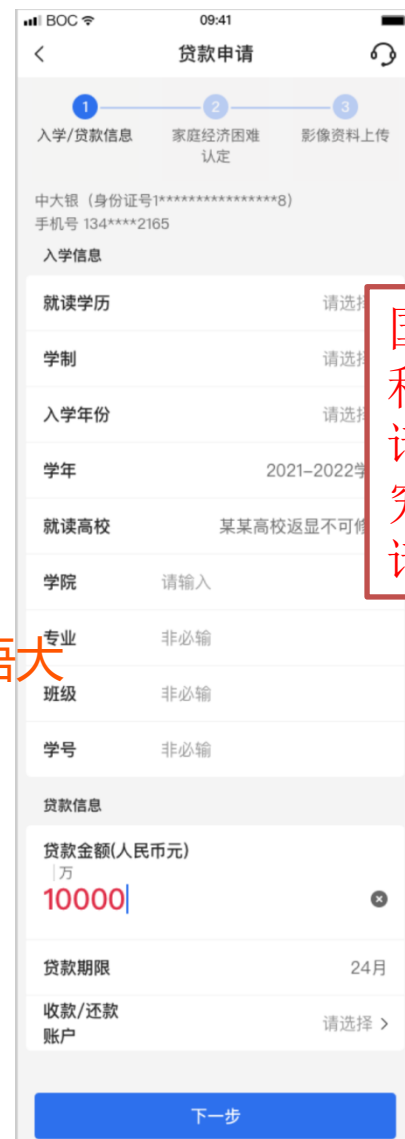 BOC 09:41
贷款申请
1 2 3
入学/贷款信息 家庭经济困难 影像资料上传
认定
中大银（身份证号1****************8）
手机号 134****2165
入学信息
就读学历 请选择
学制 请选择
入学年份 请选择
学年 2021-2022学
就读高校 某某高校返显不可修
学院 请输入
大
专业 非必输
班级 非必输
学号 非必输
贷款信息
贷款金额(人民币元)
万
10000
贷款期限 24月
收款/还款
账户
请选择 >
下一步